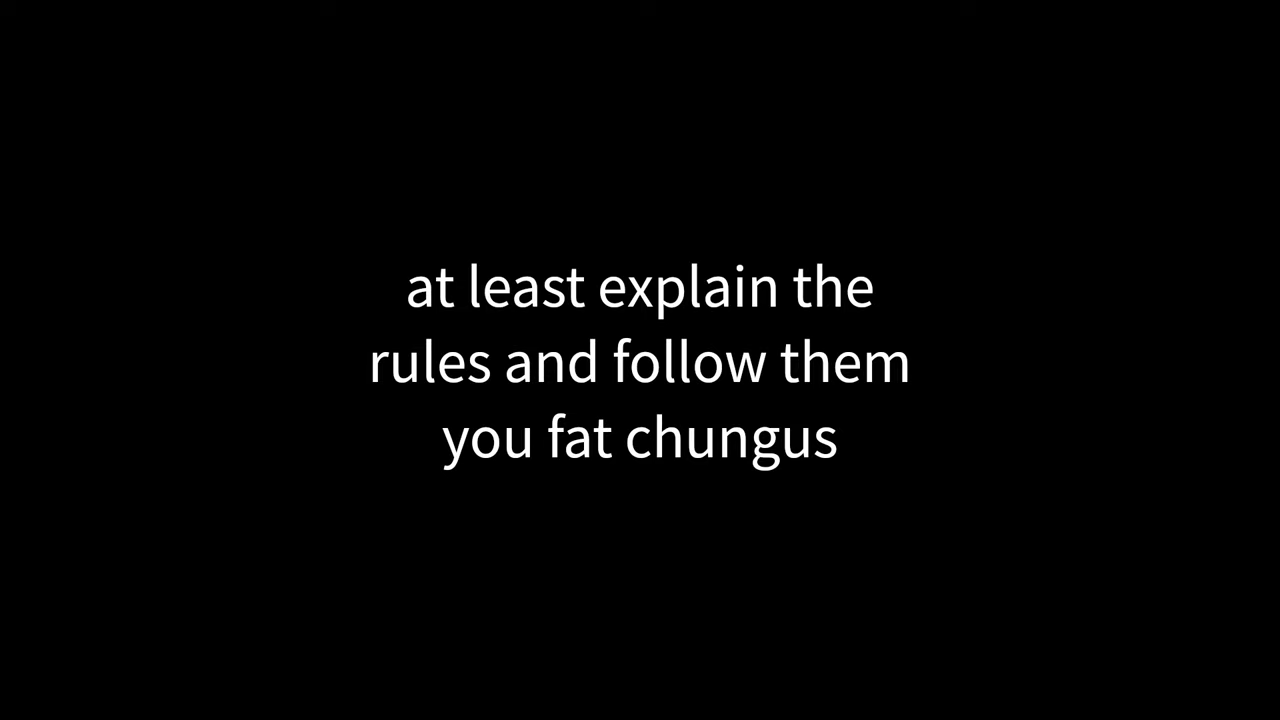 at least explain the
rules and follow them
you fat chungus